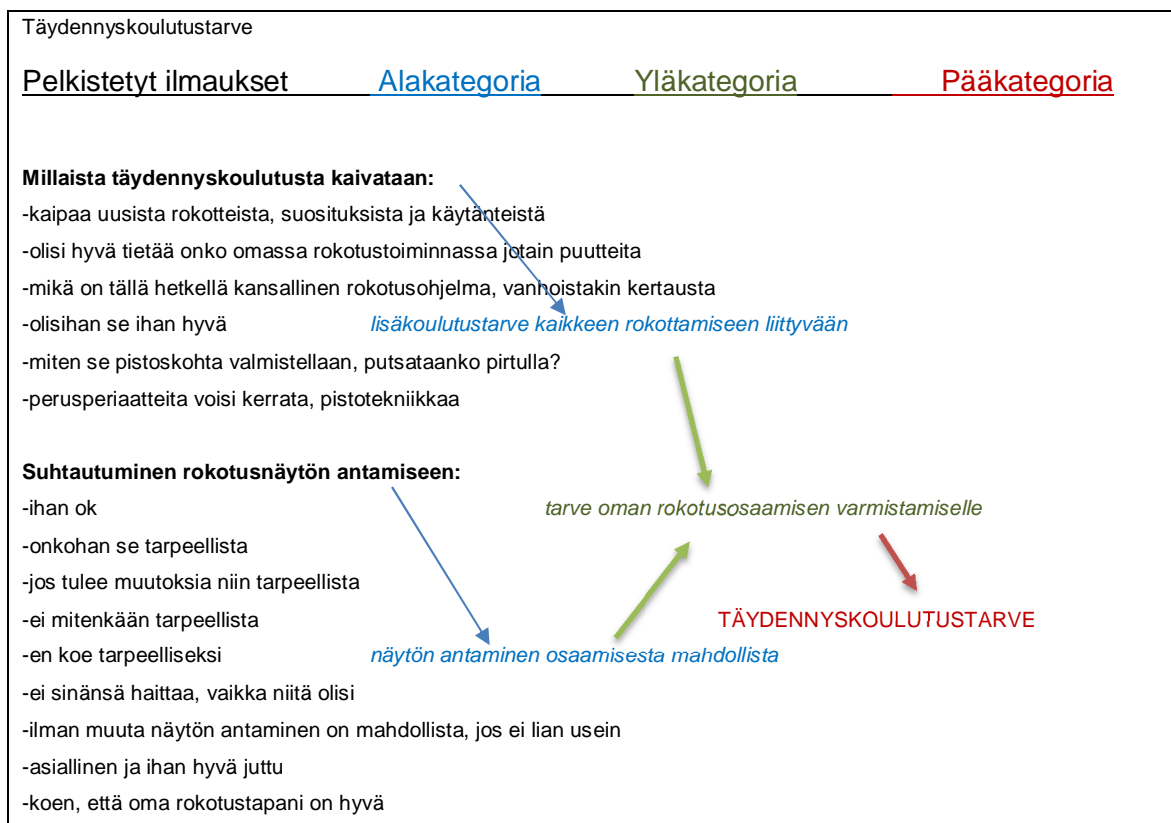 Täydennyskoulutustarve
Pelkistetyt ilmaukset Alakategoria Yläkategoria Pääkategoria
Millaista täydennyskoulutusta kaivataan:
-kaipaa uusista rokotteista, suosituksista ja käytänteistä
-olisi hyvä tietää onko omassa rokotustoiminnassa jotain puutteita
-mikä on tällä hetkellä kansallinen rokotusohjelma, vanhoistakin kertausta
-olisihan se ihan hyvä lisäkoulutustarve kaikkeen rokottamiseen liittyvään
-miten se pistoskohta valmistellaan, putsataanko pirtulla?
-perusperiaatteita voisi kerrata, pistotekniikkaa
Suhtautuminen rokotusnäytön antamiseen:
-ihan ok tarve oman rokotusosaamisen varmistamiselle
-onkohan se tarpeellista
-jos tulee muutoksia niin tarpeellista
-ei mitenkään tarpeellista TÄYDENNYSKOULUTUSTARVE
-en koe tarpeelliseksi näytön antaminen osaamisesta mahdollista
-ei sinänsä haittaa, vaikka niitä olisi
-ilman muuta näytön antaminen on mahdollista, jos ei lian usein
-asiallinen ja ihan hyvä juttu
-koen, että oma rokotustapani on hyvä